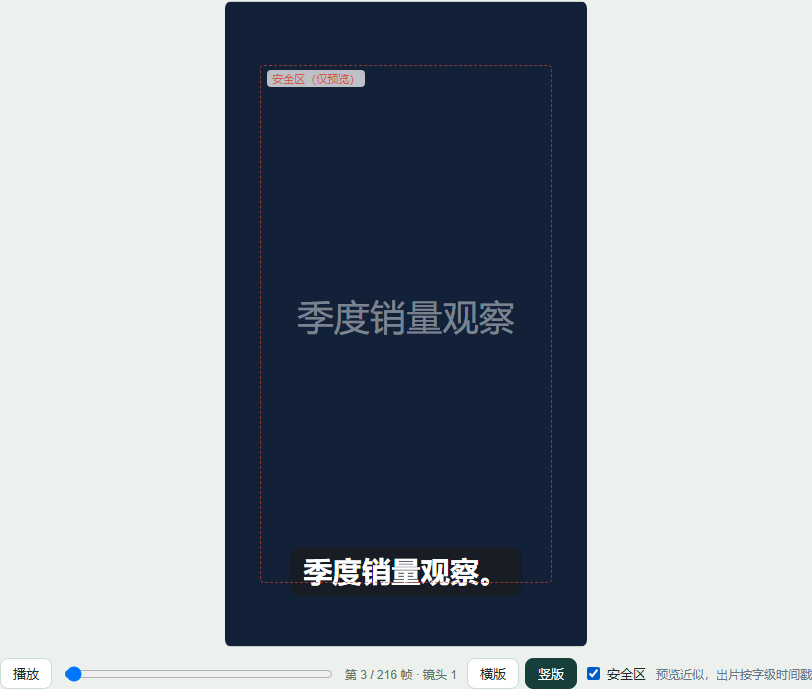 安全区（仅预览）
季度销量观察
季度销量观察。
播放 第 3 / 216 帧 · 镜头 1 横版 竖版 安全区 预览近似，出片按字级时间戳